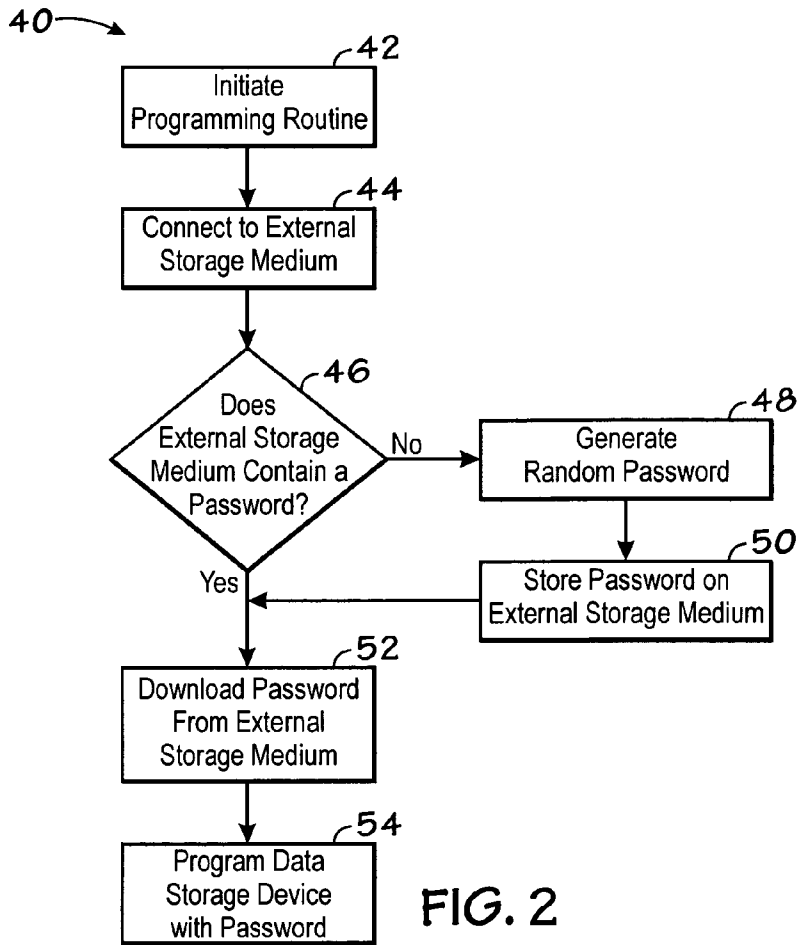 40
42
Initiate
Programming Routine
44
Connect to External
Storage Medium
46
Does
External Storage
Medium Contain a
Password?
No
48
Generate
Random Password
50
Store Password on
External Storage Medium
Yes
52
Download Password
From External
Storage Medium
54
Program Data
Storage Device
with Password
FIG. 2